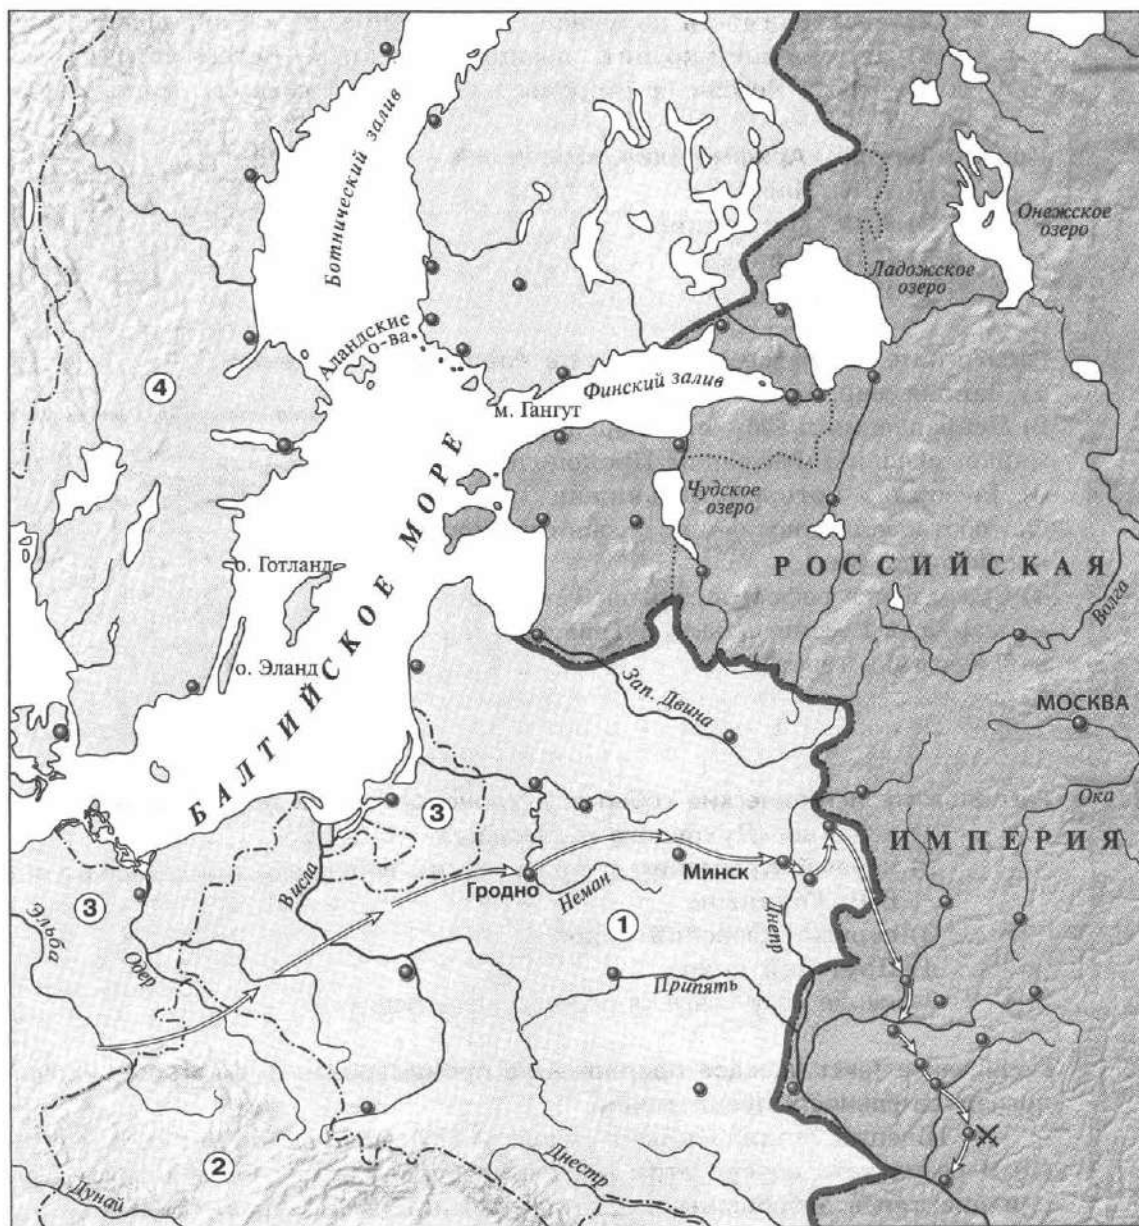 Ботнический залив
Онежское
озеро
Ладожское
озеро
Аландские
о-ва
④
Финский залив
м. Гангут
Чудское
озеро
БАЛТИЙСКОЕ МОРЕ
о. Готланд
РОССИЙСКАЯ
Волга
о. Эланд
Зап. Двина
МОСКВА
Ока
③
ИМПЕРИЯ
Висла
Гродно
Неман
Минск
Днепр
③
Эльба
Одер
①
Припять
②
Дунай
Днестр